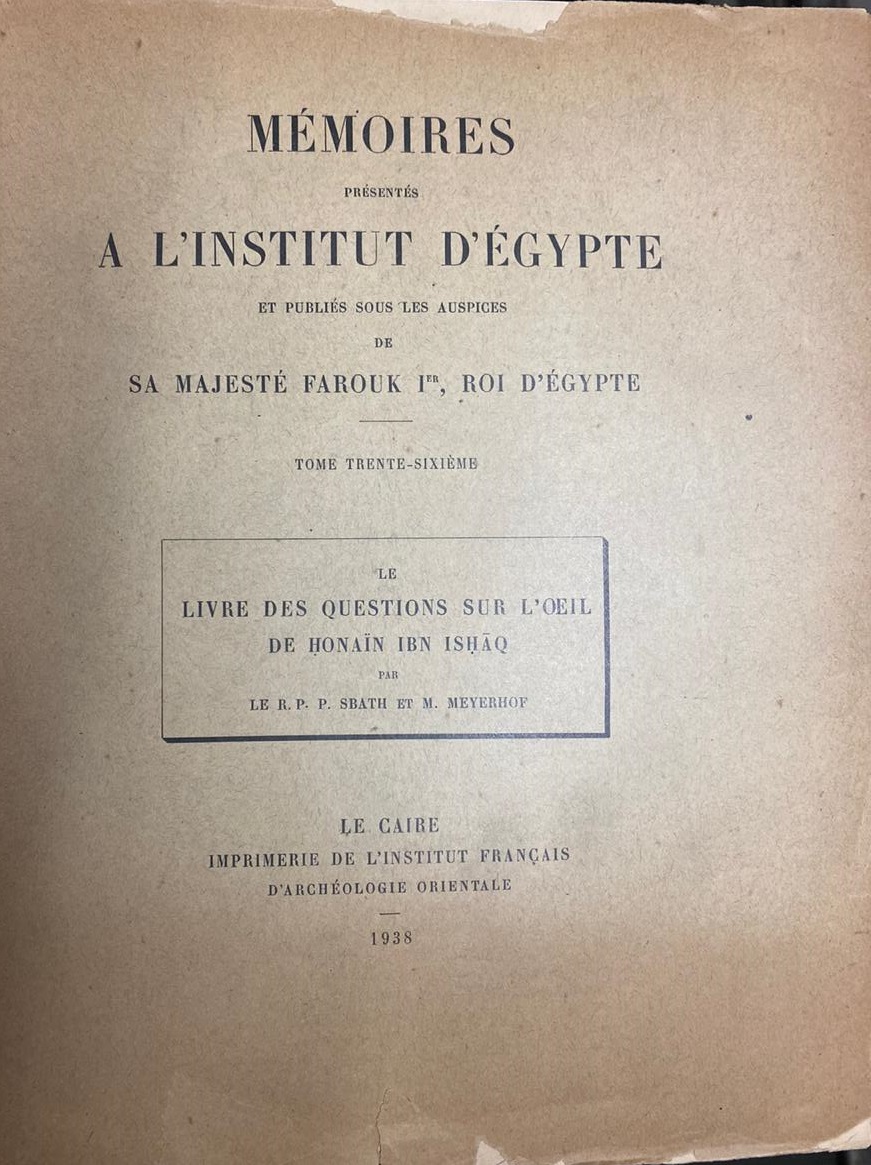 MÉMOIRES
PRÉSENTÉS
A L'INSTITUT D'ÉGYPTE
ET PUBLIÉS SOUS LES AUSPICES
DE
SA MAJESTÉ FAROUK Iᴱᴿ, ROI D'ÉGYPTE
TOME TRENTE-SIXIÈME
LE
LIVRE DES QUESTIONS SUR L'ŒIL
DE ḤONAÏN IBN ISḤĀQ
PAR
LE R. P. P. SBATH ET M. MEYERHOF
LE CAIRE
IMPRIMERIE DE L'INSTITUT FRANÇAIS
D'ARCHÉOLOGIE ORIENTALE
1938